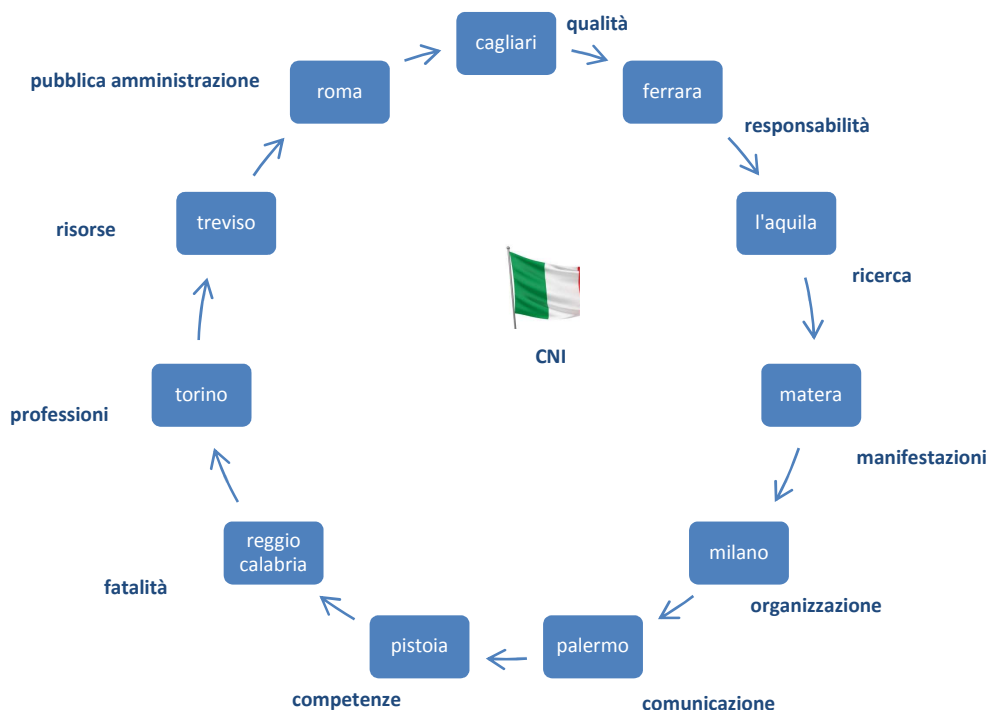 cagliari
qualità
ferrara
responsabilità
l'aquila
ricerca
matera
manifestazioni
milano
organizzazione
palermo
comunicazione
pistoia
competenze
reggio
calabria
fatalità
torino
professioni
treviso
risorse
roma
pubblica amministrazione
CNI